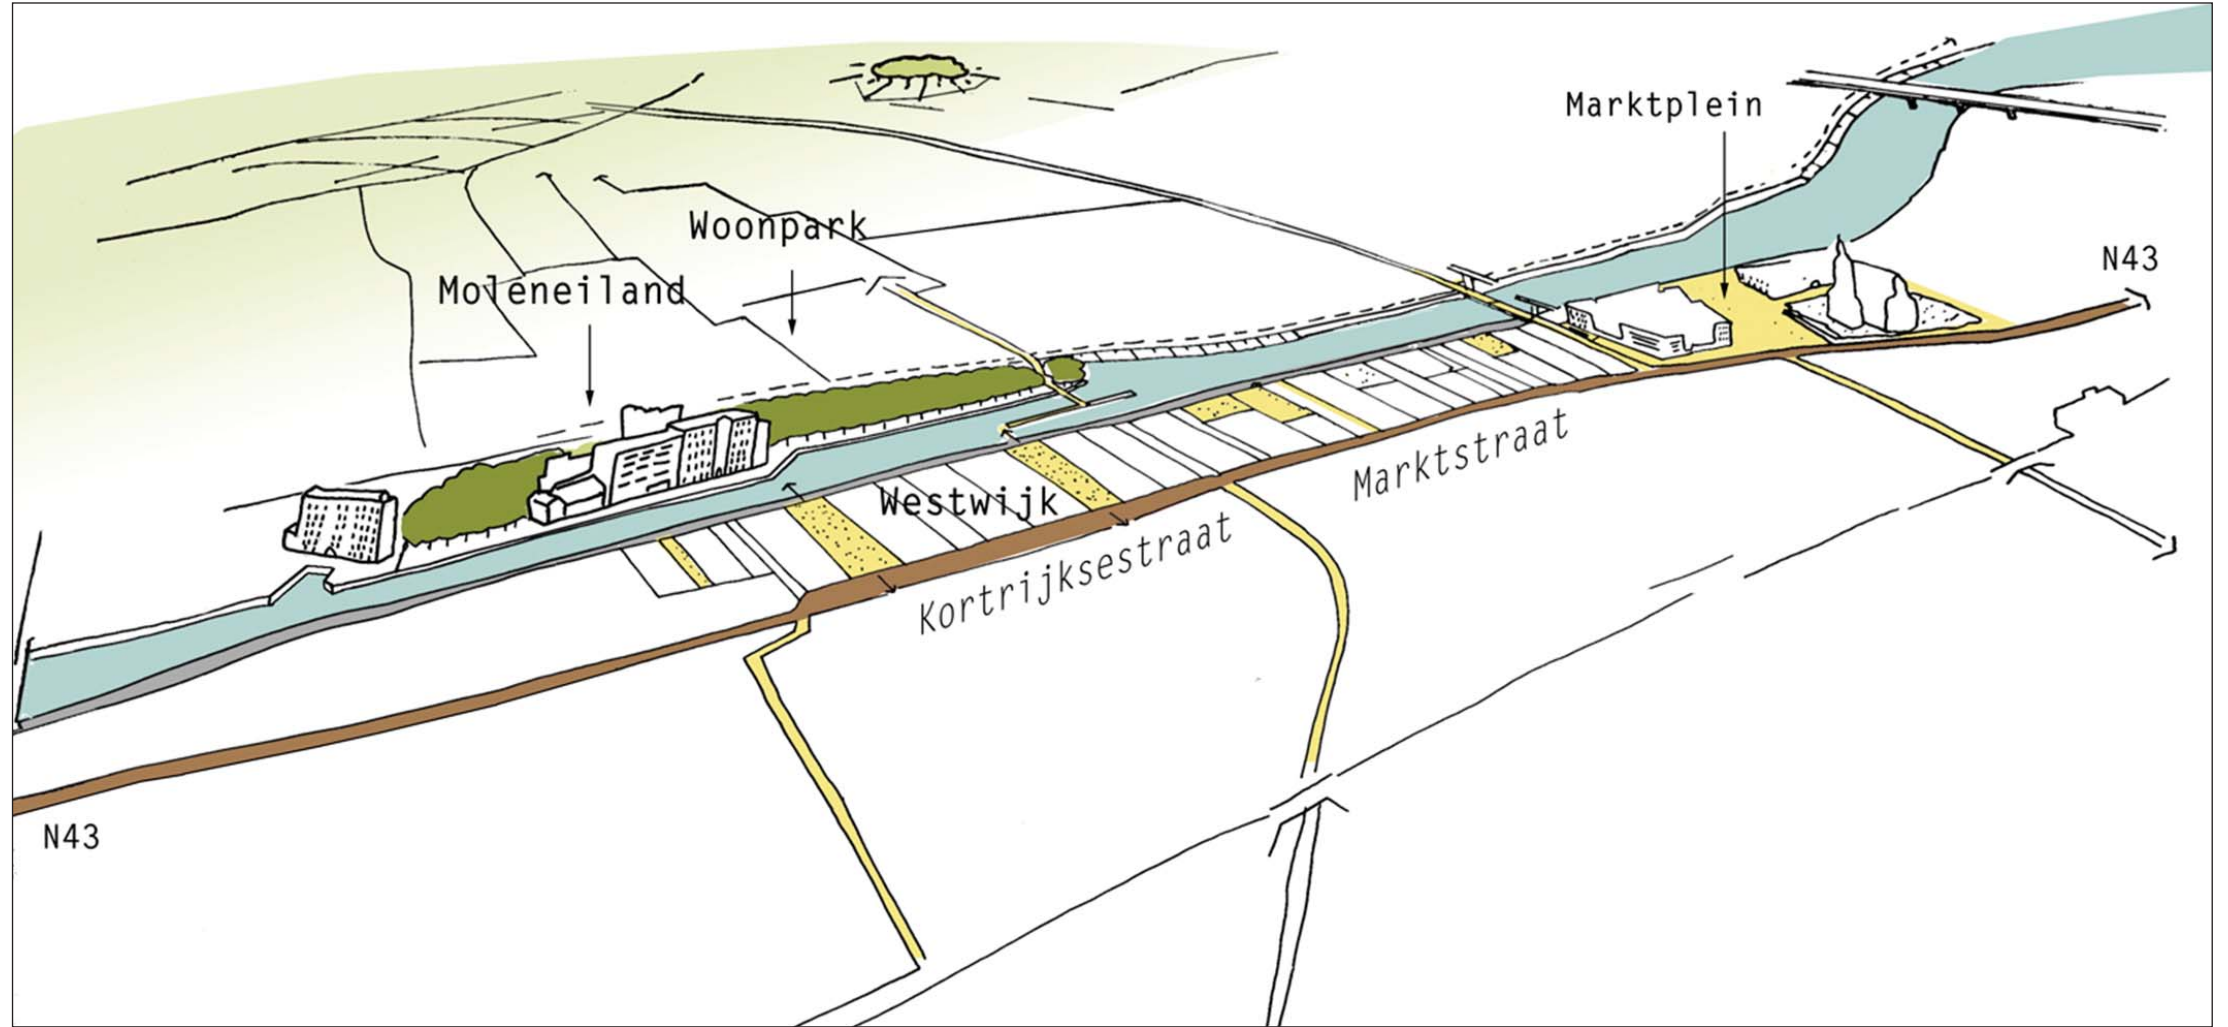 Marktplein
Woonpark
N43
Moleneiland
Marktstraat
Westwijk
Kortrijksestraat
N43